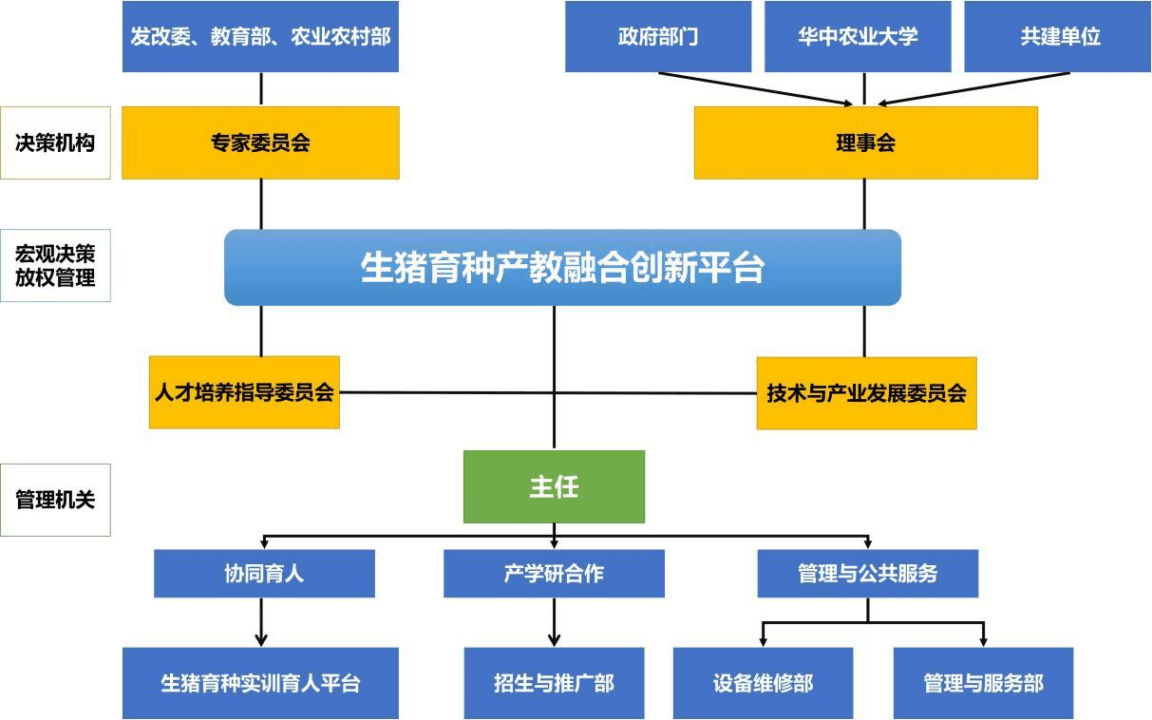 发改委、教育部、农业农村部
政府部门
华中农业大学
共建单位
决策机构
专家委员会
理事会
宏观决策
放权管理
生猪育种产教融合创新平台
人才培养指导委员会
技术与产业发展委员会
管理机关
主任
协同育人
产学研合作
管理与公共服务
生猪育种实训育人平台
招生与推广部
设备维修部
管理与服务部